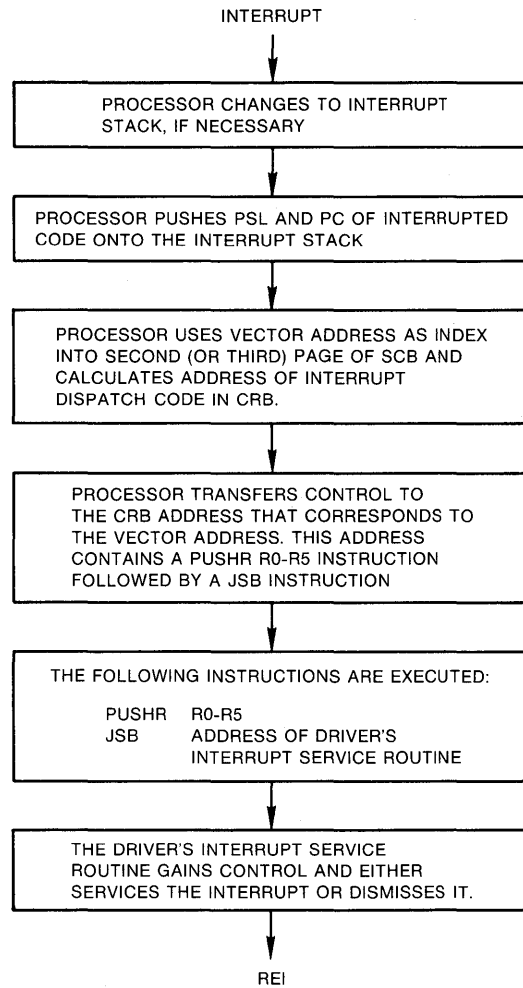 INTERRUPT
PROCESSOR CHANGES TO INTERRUPT
STACK, IF NECESSARY
PROCESSOR PUSHES PSL AND PC OF INTERRUPTED
CODE ONTO THE INTERRUPT STACK
PROCESSOR USES VECTOR ADDRESS AS INDEX
INTO SECOND (OR THIRD) PAGE OF SCB AND
CALCULATES ADDRESS OF INTERRUPT
DISPATCH CODE IN CRB.
PROCESSOR TRANSFERS CONTROL TO
THE CRB ADDRESS THAT CORRESPONDS TO
THE VECTOR ADDRESS. THIS ADDRESS
CONTAINS A PUSHR R0-R5 INSTRUCTION
FOLLOWED BY A JSB INSTRUCTION
THE FOLLOWING INSTRUCTIONS ARE EXECUTED:
PUSHR R0-R5
JSB ADDRESS OF DRIVER'S
INTERRUPT SERVICE ROUTINE
THE DRIVER'S INTERRUPT SERVICE
ROUTINE GAINS CONTROL AND EITHER
SERVICES THE INTERRUPT OR DISMISSES IT.
REI